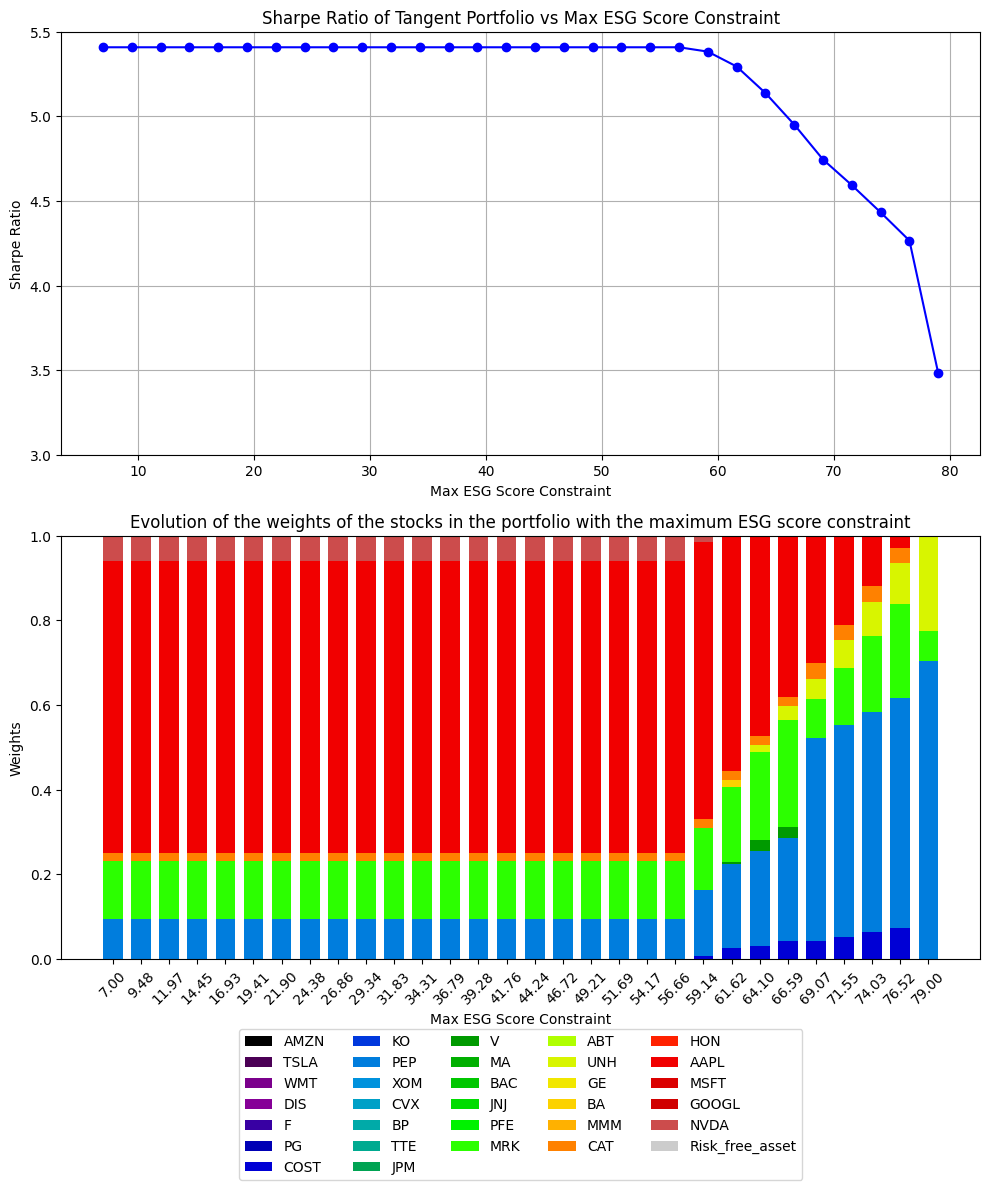 Sharpe Ratio of Tangent Portfolio vs Max ESG Score Constraint
5.5
5.0
4.5
4.0
3.5
3.0
Sharpe Ratio
10 20 30 40 50 60 70 80
Max ESG Score Constraint
Evolution of the weights of the stocks in the portfolio with the maximum ESG score constraint
1.0
0.8
0.6
0.4
0.2
0.0
Weights
7.00 9.48 11.97 14.45 16.93 19.41 21.90 24.38 26.86 29.34 31.83 34.31 36.79 39.28 41.76 44.24 46.72 49.21 51.69 54.17 56.66 59.14 61.62 64.10 66.59 69.07 71.55 74.03 76.52 79.00
Max ESG Score Constraint
AMZN KO V ABT HON
TSLA PEP MA UNH AAPL
WMT XOM BAC GE MSFT
DIS CVX JNJ BA GOOGL
F BP PFE MMM NVDA
PG TTE MRK CAT Risk_free_asset
COST JPM